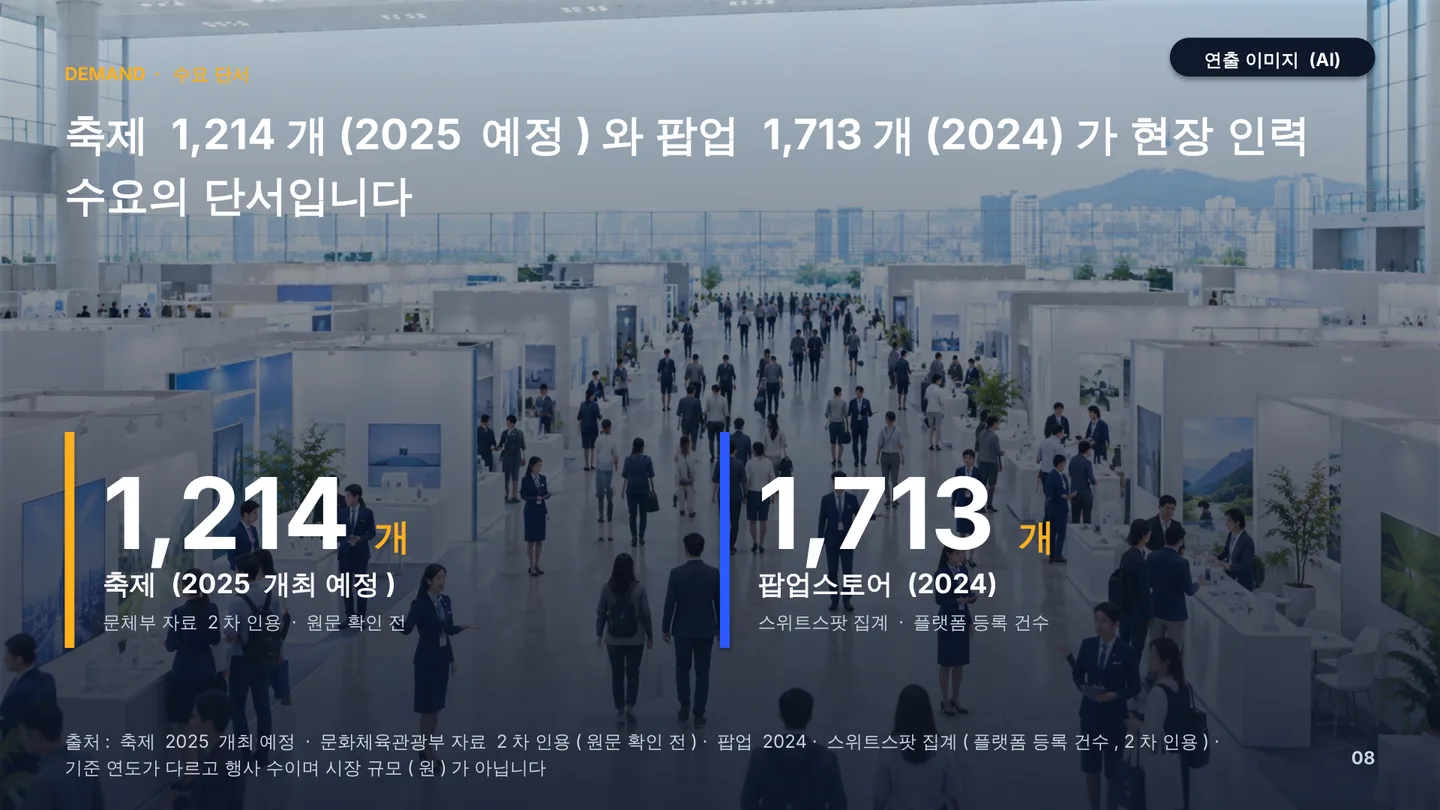 DEMAND · 수요 단서
연출 이미지 (AI)
축제 1,214 개 (2025 예정 ) 와 팝업 1,713 개 (2024) 가 현장 인력
수요의 단서입니다
1,214 개
축제 (2025 개최 예정 )
문체부 자료 2 차 인용 · 원문 확인 전
1,713 개
팝업스토어 (2024)
스위트스팟 집계 · 플랫폼 등록 건수
출처 : 축제 2025 개최 예정 · 문화체육관광부 자료 2 차 인용 ( 원문 확인 전 ) · 팝업 2024 · 스위트스팟 집계 ( 플랫폼 등록 건수 , 2 차 인용 ) ·
기준 연도가 다르고 행사 수이며 시장 규모 ( 원 ) 가 아닙니다
08